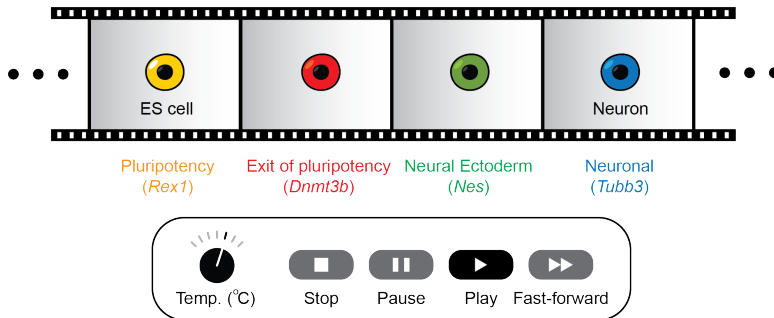 ES cell
Neuron
Pluripotency
(Rex1)
Exit of pluripotency
(Dnmt3b)
Neural Ectoderm
(Nes)
Neuronal
(Tubb3)
Temp. (°C)
Stop
Pause
Play
Fast-forward